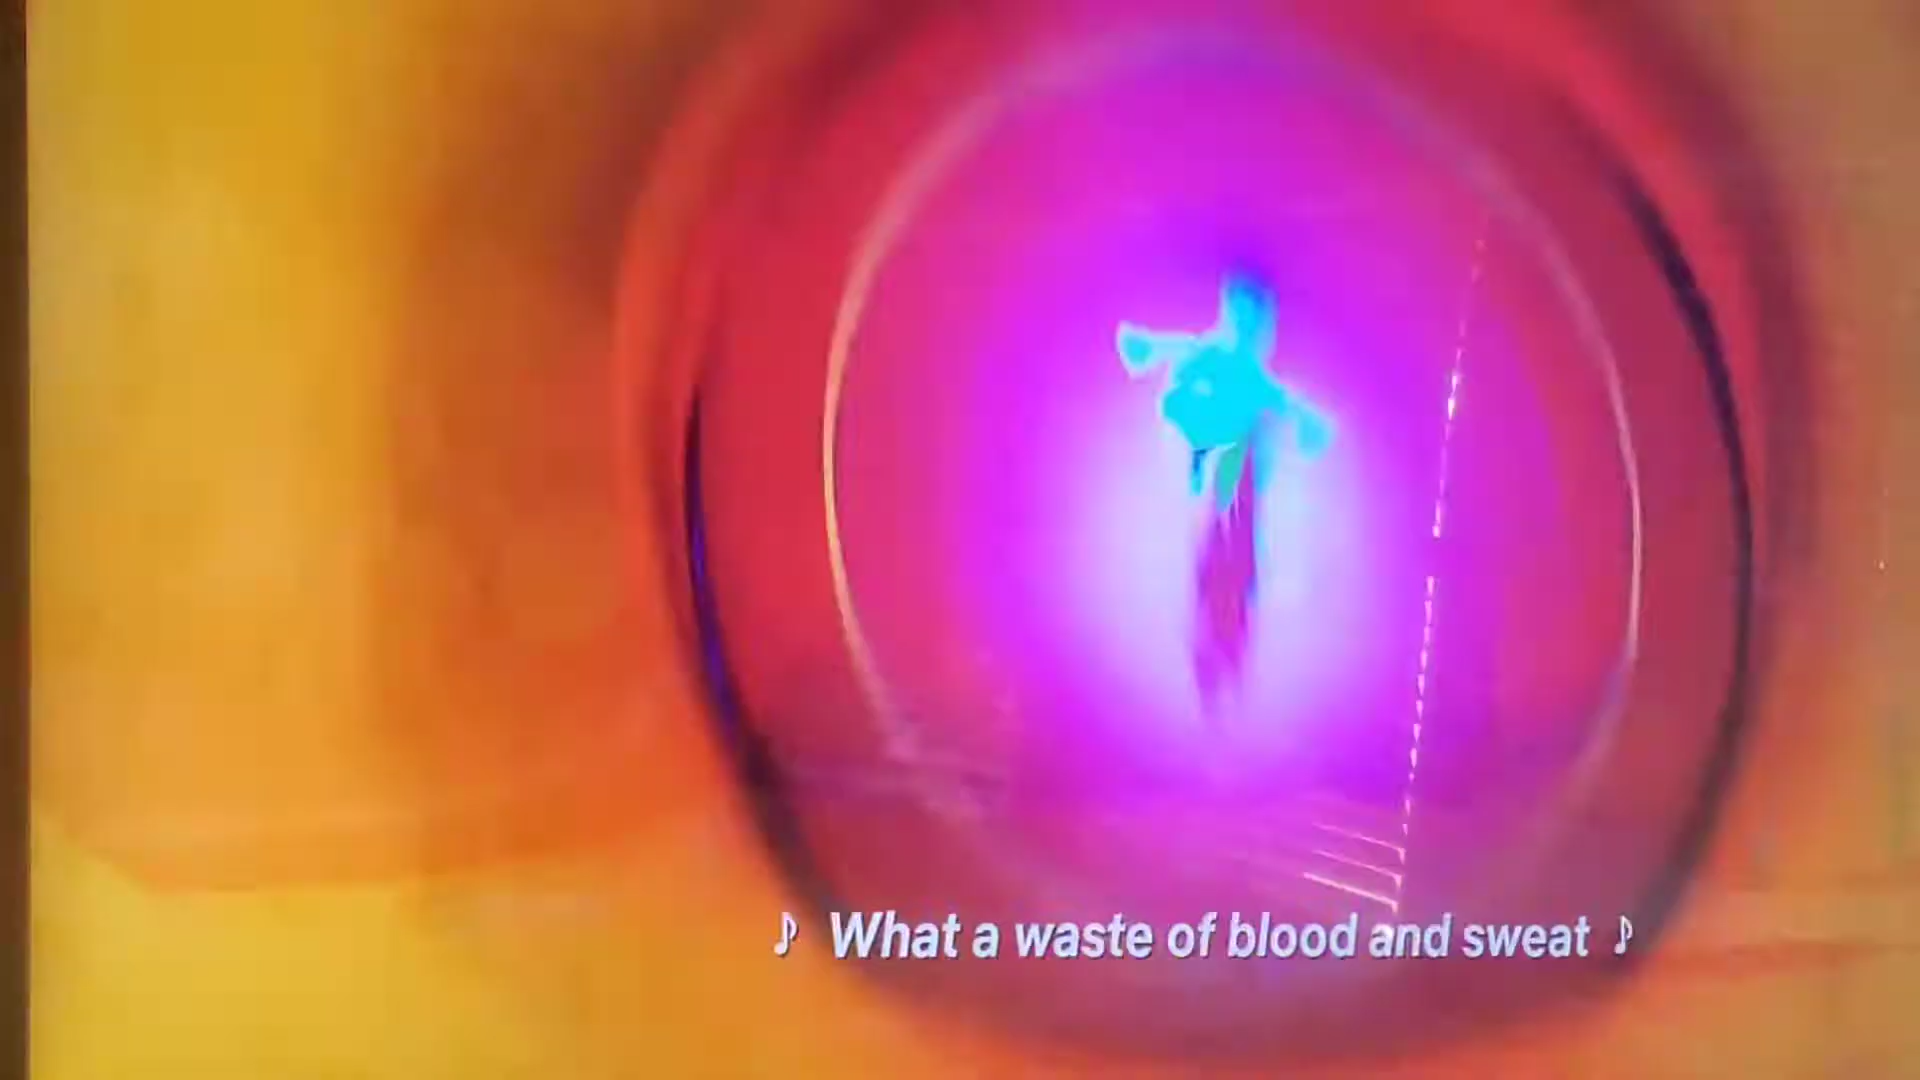 ♪ What a waste of blood and sweat ♪